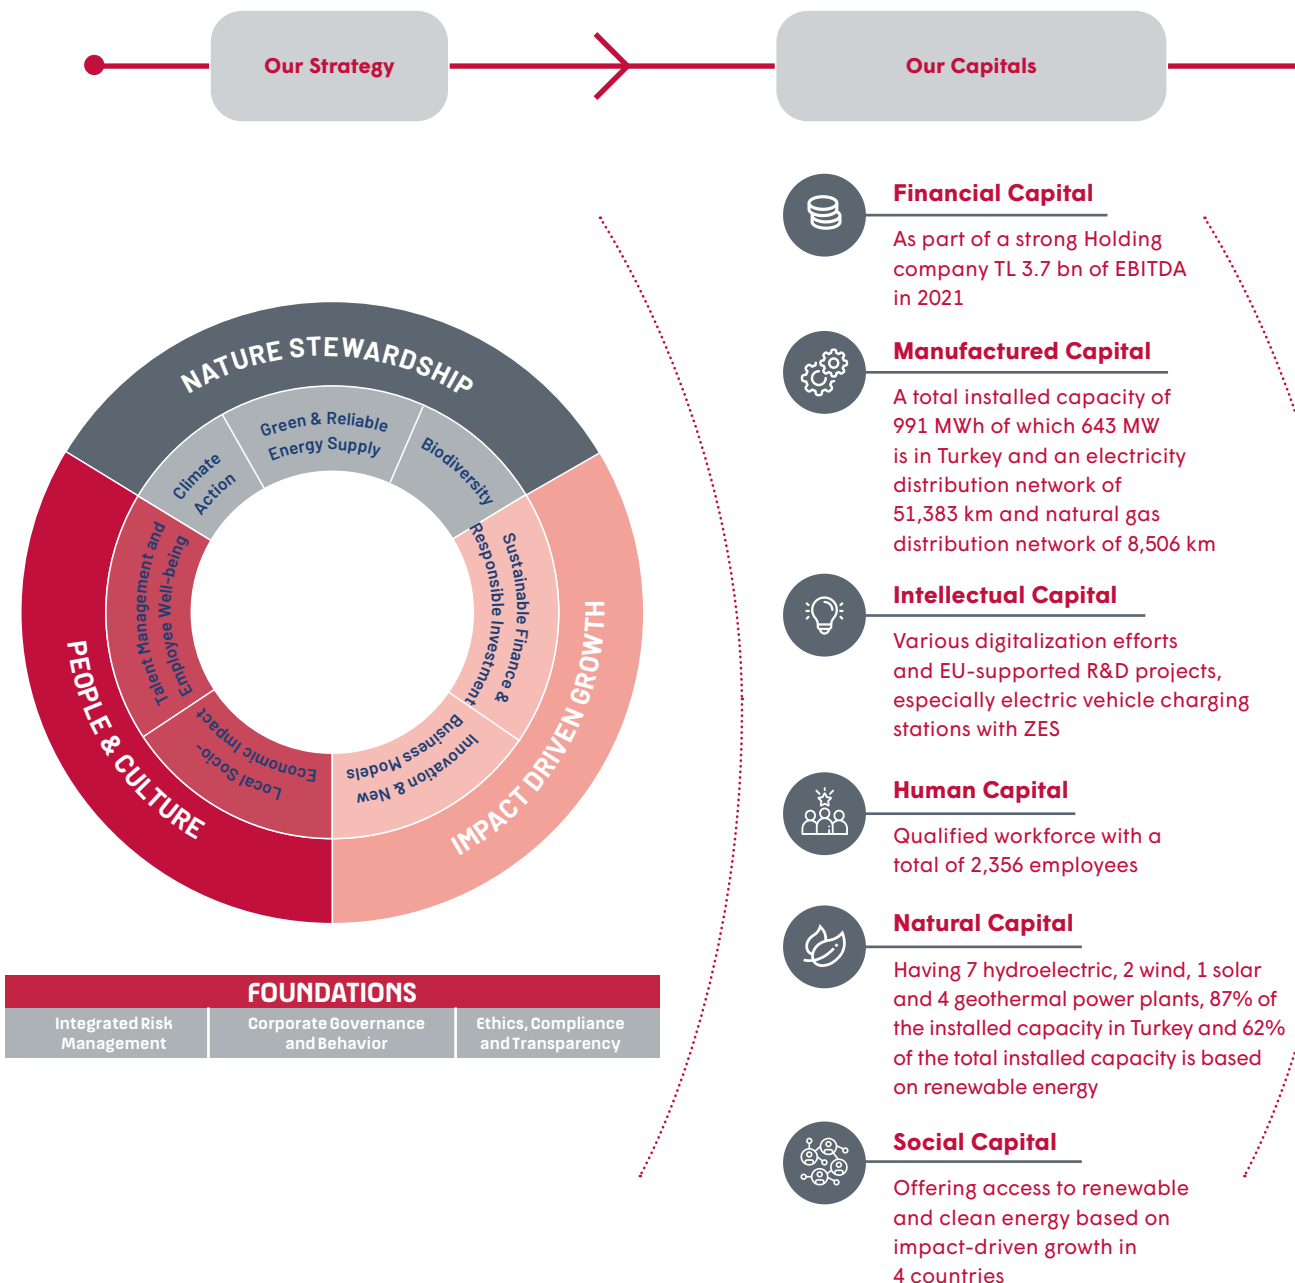 Our Strategy
Our Capitals
NATURE STEWARDSHIP
Climate
Action
Green & Reliable
Energy Supply
Biodiversity
PEOPLE & CULTURE
Talent Management and
Employee Well-being
Local Socio-
Economic Impact
IMPACT DRIVEN GROWTH
Sustainable Finance &
Responsible Investment
Innovation & New
Business Models
FOUNDATIONS
Integrated Risk
Management
Corporate Governance
and Behavior
Ethics, Compliance
and Transparency
Financial Capital
As part of a strong Holding
company TL 3.7 bn of EBITDA
in 2021
Manufactured Capital
A total installed capacity of
991 MWh of which 643 MW
is in Turkey and an electricity
distribution network of
51,383 km and natural gas
distribution network of 8,506 km
Intellectual Capital
Various digitalization efforts
and EU-supported R&D projects,
especially electric vehicle charging
stations with ZES
Human Capital
Qualified workforce with a
total of 2,356 employees
Natural Capital
Having 7 hydroelectric, 2 wind, 1 solar
and 4 geothermal power plants, 87% of
the installed capacity in Turkey and 62%
of the total installed capacity is based
on renewable energy
Social Capital
Offering access to renewable
and clean energy based on
impact-driven growth in
4 countries